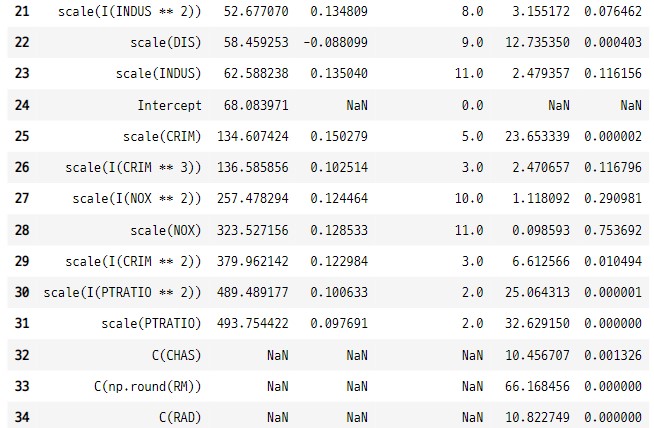 21 scale(I(INDUS ** 2)) 52.677070 0.134809 8.0 3.155172 0.076462
22 scale(DIS) 58.459253 -0.088099 9.0 12.735350 0.000403
23 scale(INDUS) 62.588238 0.135040 11.0 2.479357 0.116156
24 Intercept 68.083971 NaN 0.0 NaN NaN
25 scale(CRIM) 134.607424 0.150279 5.0 23.653339 0.000002
26 scale(I(CRIM ** 3)) 136.585856 0.102514 3.0 2.470657 0.116796
27 scale(I(NOX ** 2)) 257.478294 0.124464 10.0 1.118092 0.290981
28 scale(NOX) 323.527156 0.128533 11.0 0.098593 0.753692
29 scale(I(CRIM ** 2)) 379.962142 0.122984 3.0 6.612566 0.010494
30 scale(I(PTRATIO ** 2)) 489.489177 0.100633 2.0 25.064313 0.000001
31 scale(PTRATIO) 493.754422 0.097691 2.0 32.629150 0.000000
32 C(CHAS) NaN NaN NaN 10.456707 0.001326
33 C(np.round(RM)) NaN NaN NaN 66.168456 0.000000
34 C(RAD) NaN NaN NaN 10.822749 0.000000